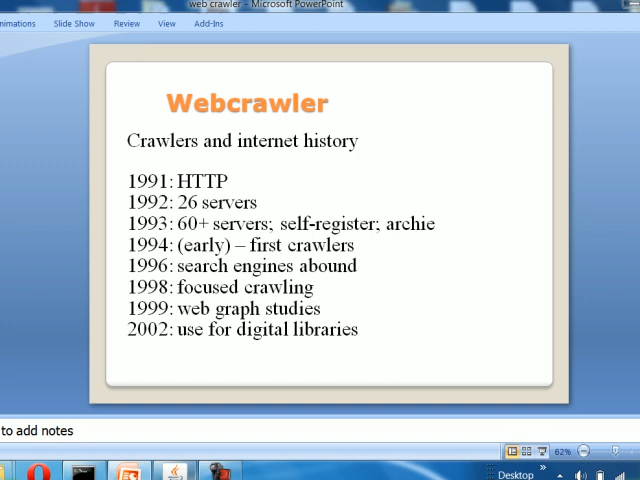 web crawler - Microsoft PowerPoint
nimations Slide Show Review View Add-Ins
Webcrawler
Crawlers and internet history
1991: HTTP
1992: 26 servers
1993: 60+ servers; self-register; archie
1994: (early) – first crawlers
1996: search engines abound
1998: focused crawling
1999: web graph studies
2002: use for digital libraries
to add notes
62%
Desktop »